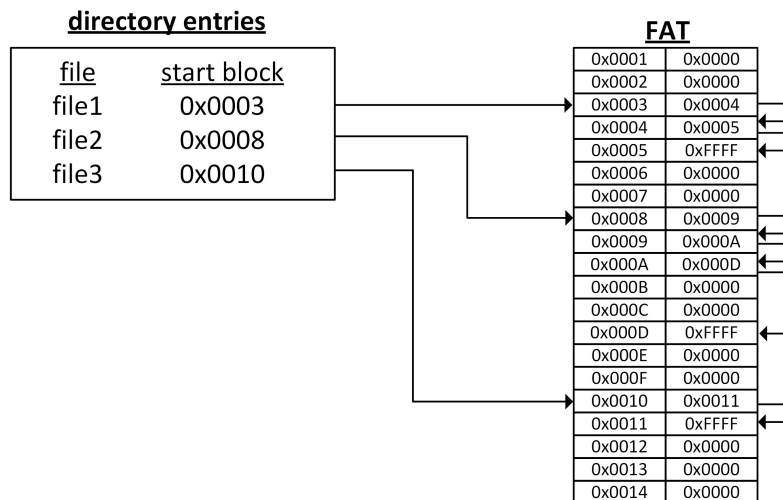 directory entries
file start block
file1 0x0003
file2 0x0008
file3 0x0010
FAT
0x0001 0x0000
0x0002 0x0000
0x0003 0x0004
0x0004 0x0005
0x0005 0xFFFF
0x0006 0x0000
0x0007 0x0000
0x0008 0x0009
0x0009 0x000A
0x000A 0x000D
0x000B 0x0000
0x000C 0x0000
0x000D 0xFFFF
0x000E 0x0000
0x000F 0x0000
0x0010 0x0011
0x0011 0xFFFF
0x0012 0x0000
0x0013 0x0000
0x0014 0x0000